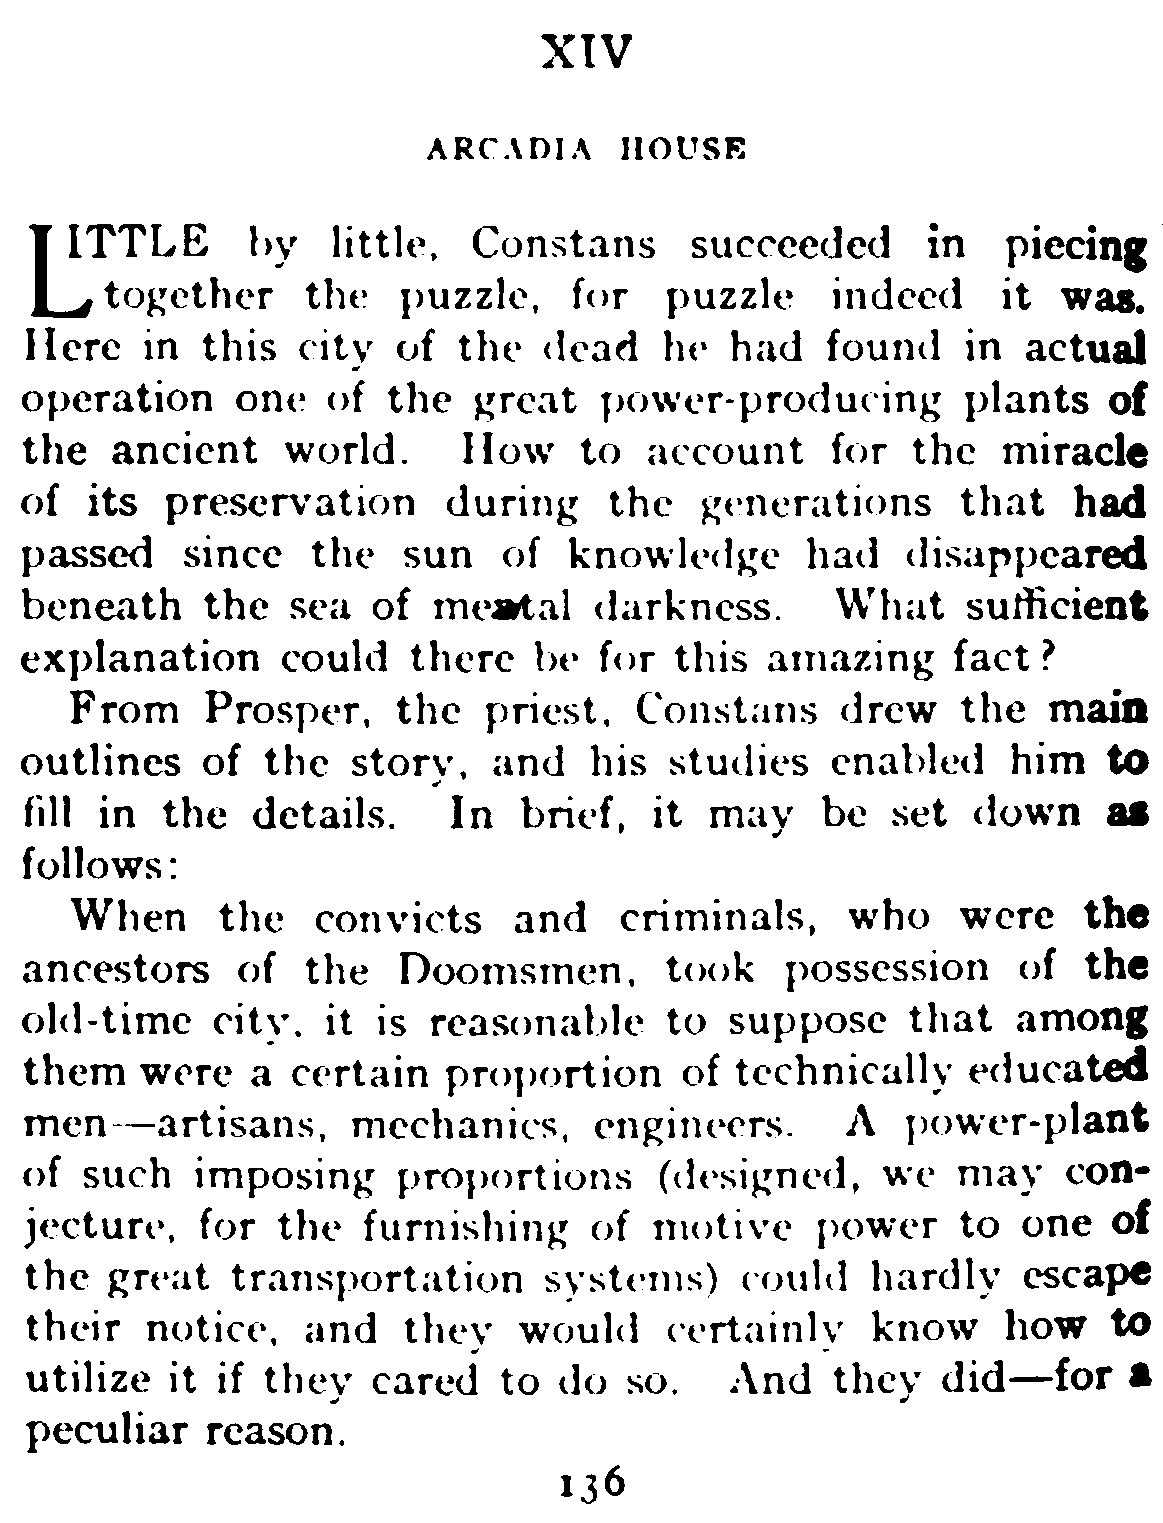 XIV
ARCADIA HOUSE
LITTLE by little, Constans succeeded in piecing
together the puzzle, for puzzle indeed it was.
Here in this city of the dead he had found in actual
operation one of the great power-producing plants of
the ancient world. How to account for the miracle
of its preservation during the generations that had
passed since the sun of knowledge had disappeared
beneath the sea of mental darkness. What sufficient
explanation could there be for this amazing fact?
From Prosper, the priest, Constans drew the main
outlines of the story, and his studies enabled him to
fill in the details. In brief, it may be set down as
follows:
When the convicts and criminals, who were the
ancestors of the Doomsmen, took possession of the
old-time city, it is reasonable to suppose that among
them were a certain proportion of technically educated
men—artisans, mechanics, engineers. A power-plant
of such imposing proportions (designed, we may con-
jecture, for the furnishing of motive power to one of
the great transportation systems) could hardly escape
their notice, and they would certainly know how to
utilize it if they cared to do so. And they did—for a
peculiar reason.
136